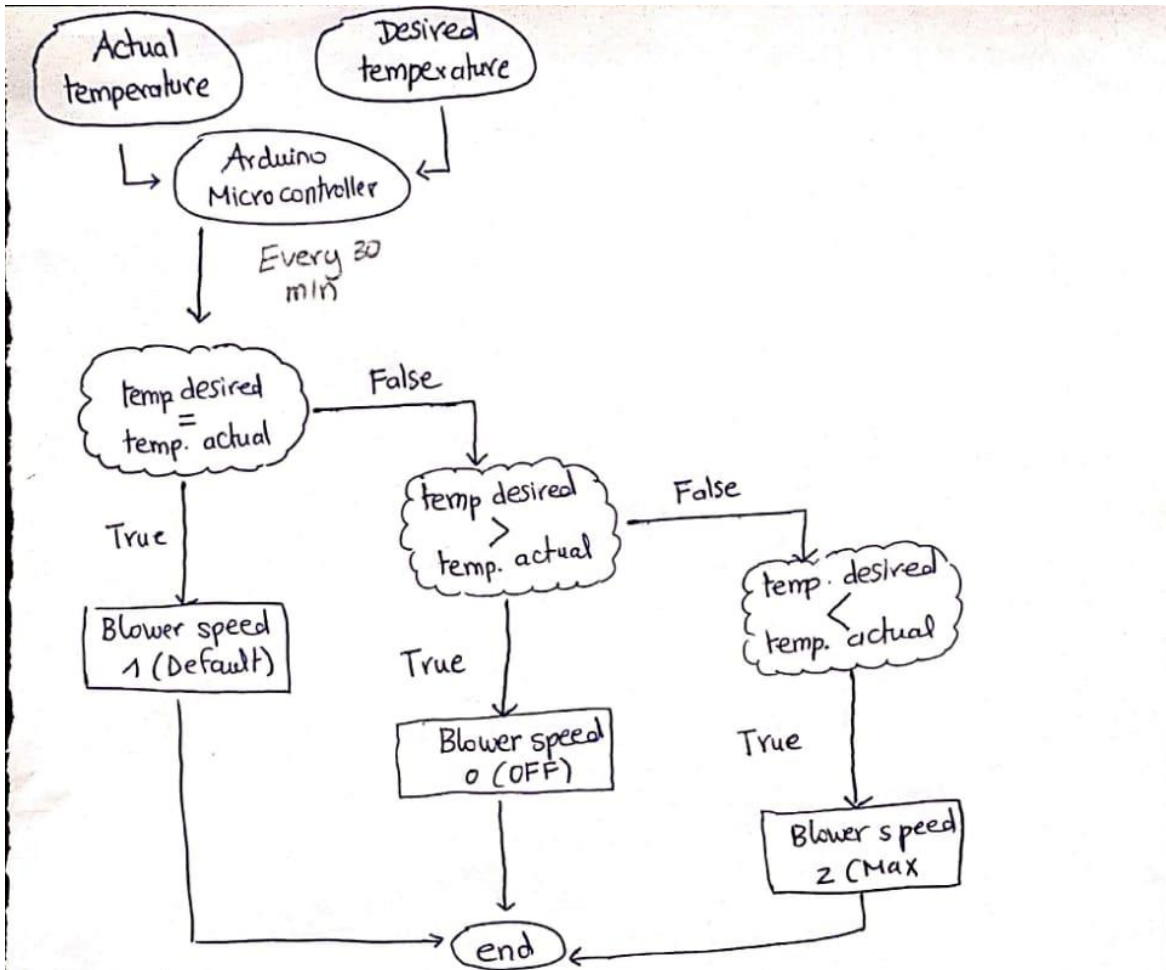 Actual
temperature
Desired
temperature
Arduino
Microcontroller
Every 30
min
temp desired
=
temp. actual
False
True
Blower speed
1 (Default)
temp desired
>
temp. actual
False
True
Blower speed
0 (OFF)
temp. desired
<
temp. actual
True
Blower speed
2 (Max
end